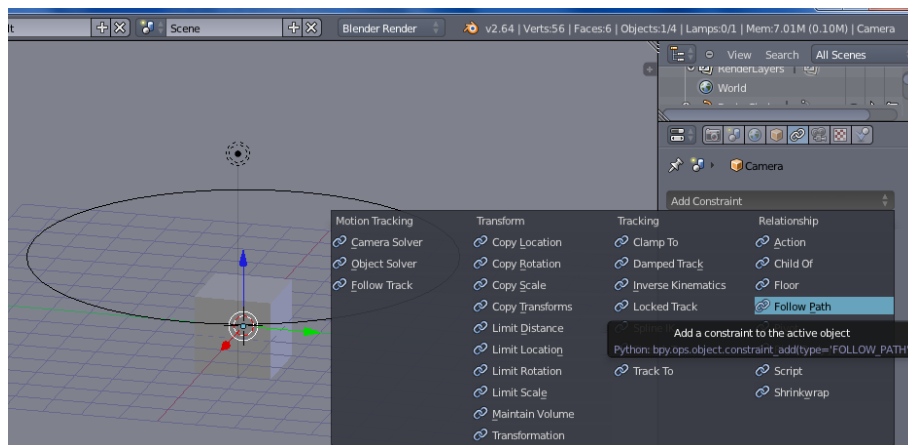 lt
Scene
Blender Render
v2.64 | Verts:56 | Faces:6 | Objects:1/4 | Lamps:0/1 | Mem:7.01M (0.10M) | Camera
View Search All Scenes
RenderLayers |
World
Camera
Add Constraint
Motion Tracking
Camera Solver
Object Solver
Follow Track
Transform
Copy Location
Copy Rotation
Copy Scale
Copy Transforms
Limit Distance
Limit Location
Limit Rotation
Limit Scale
Maintain Volume
Transformation
Tracking
Clamp To
Damped Track
Inverse Kinematics
Locked Track
Track To
Relationship
Action
Child Of
Floor
Follow Path
Script
Shrinkwrap
Add a constraint to the active object
Python: bpy.ops.object.constraint_add(type="FOLLOW_PATH"